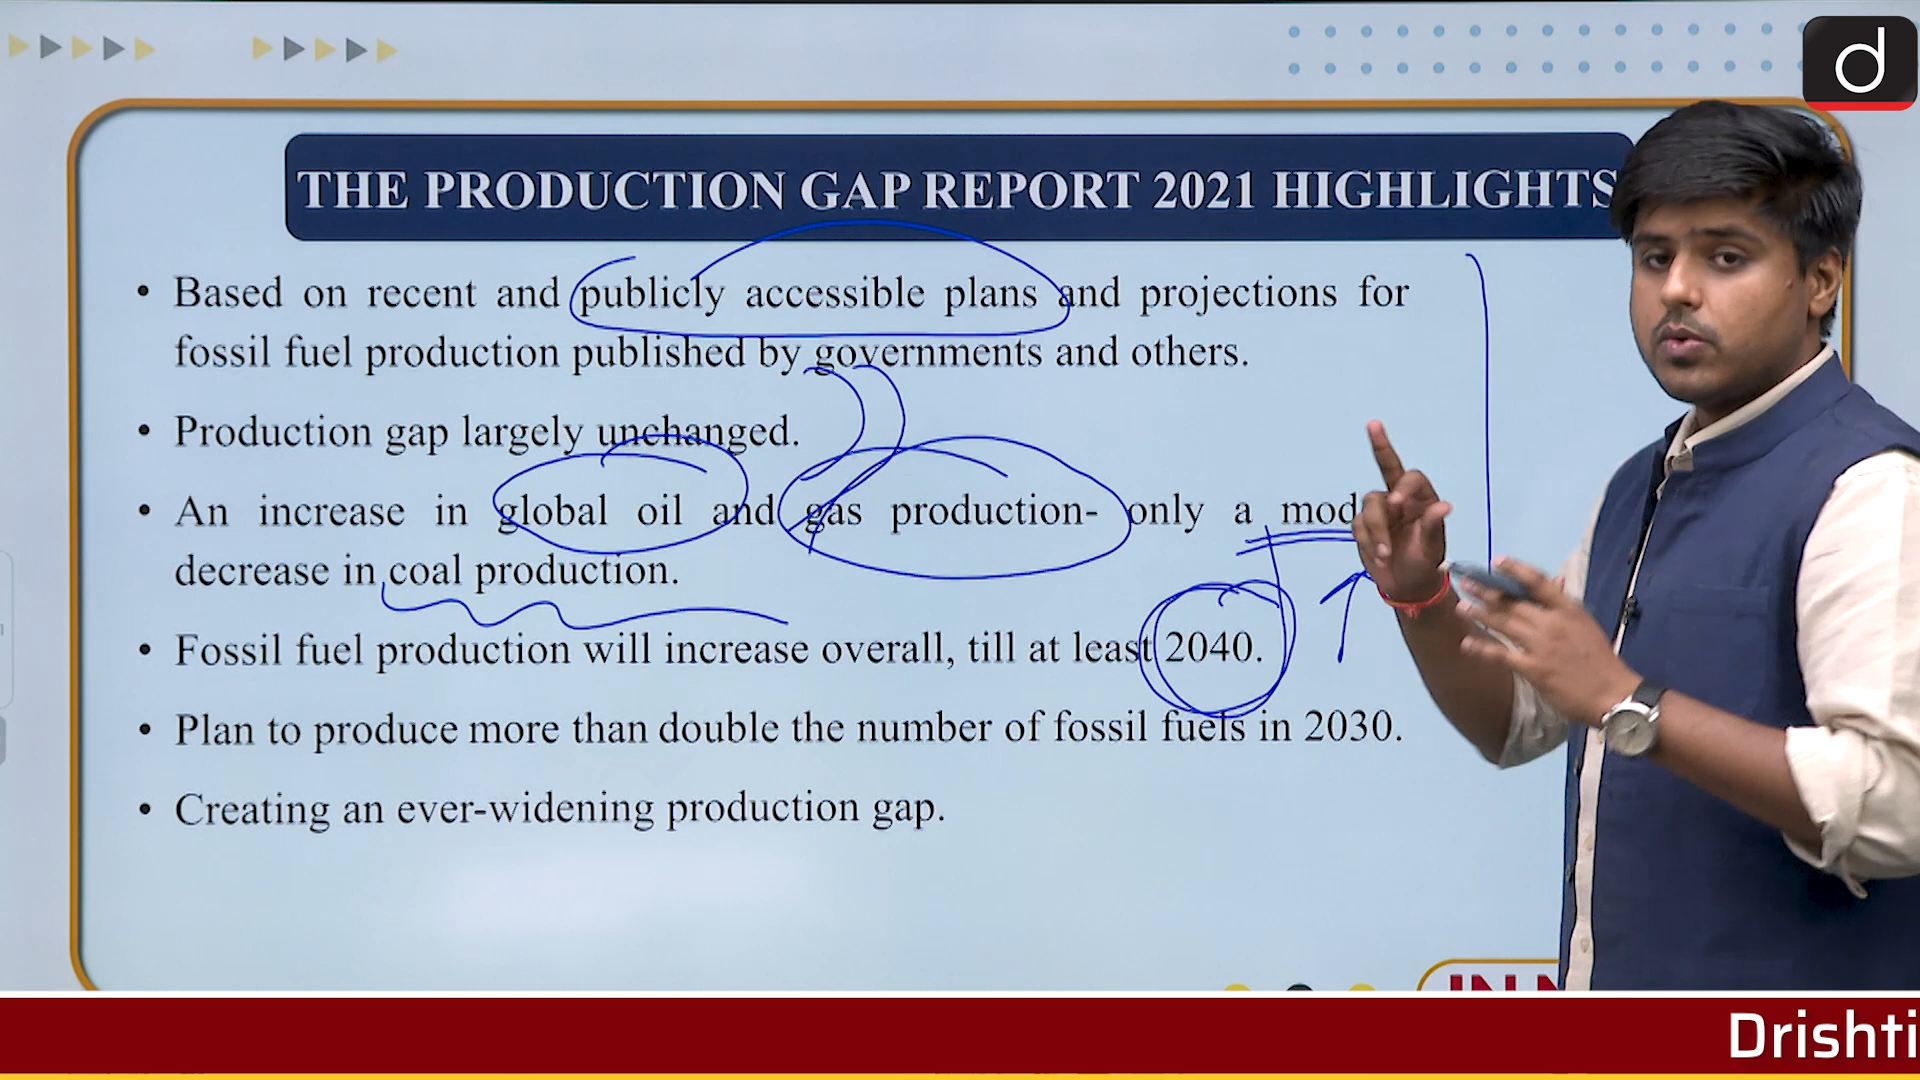 d
THE PRODUCTION GAP REPORT 2021 HIGHLIGHTS
• Based on recent and publicly accessible plans and projections for
fossil fuel production published by governments and others.
• Production gap largely unchanged.
• An increase in global oil and gas production- only a mod
decrease in coal production.
• Fossil fuel production will increase overall, till at least 2040.
• Plan to produce more than double the number of fossil fuels in 2030.
• Creating an ever-widening production gap.
IN N
Drishti